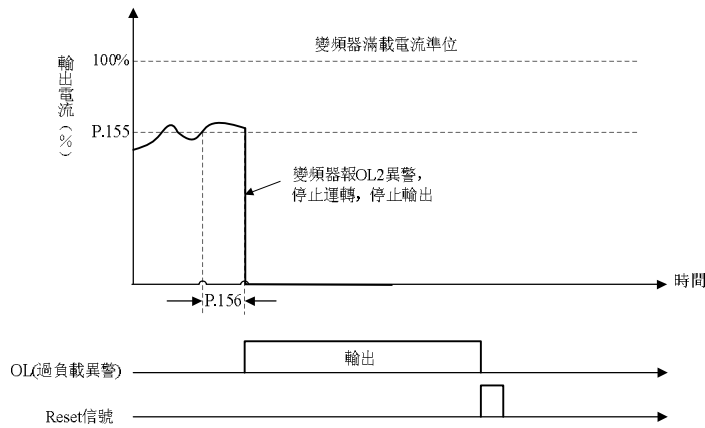 變頻器滿載電流準位
100%
輸出電流(%)
P.155
變頻器報OL2異警，
停止運轉，停止輸出
時間
P.156
輸出
OL(過負載異警)
Reset信號